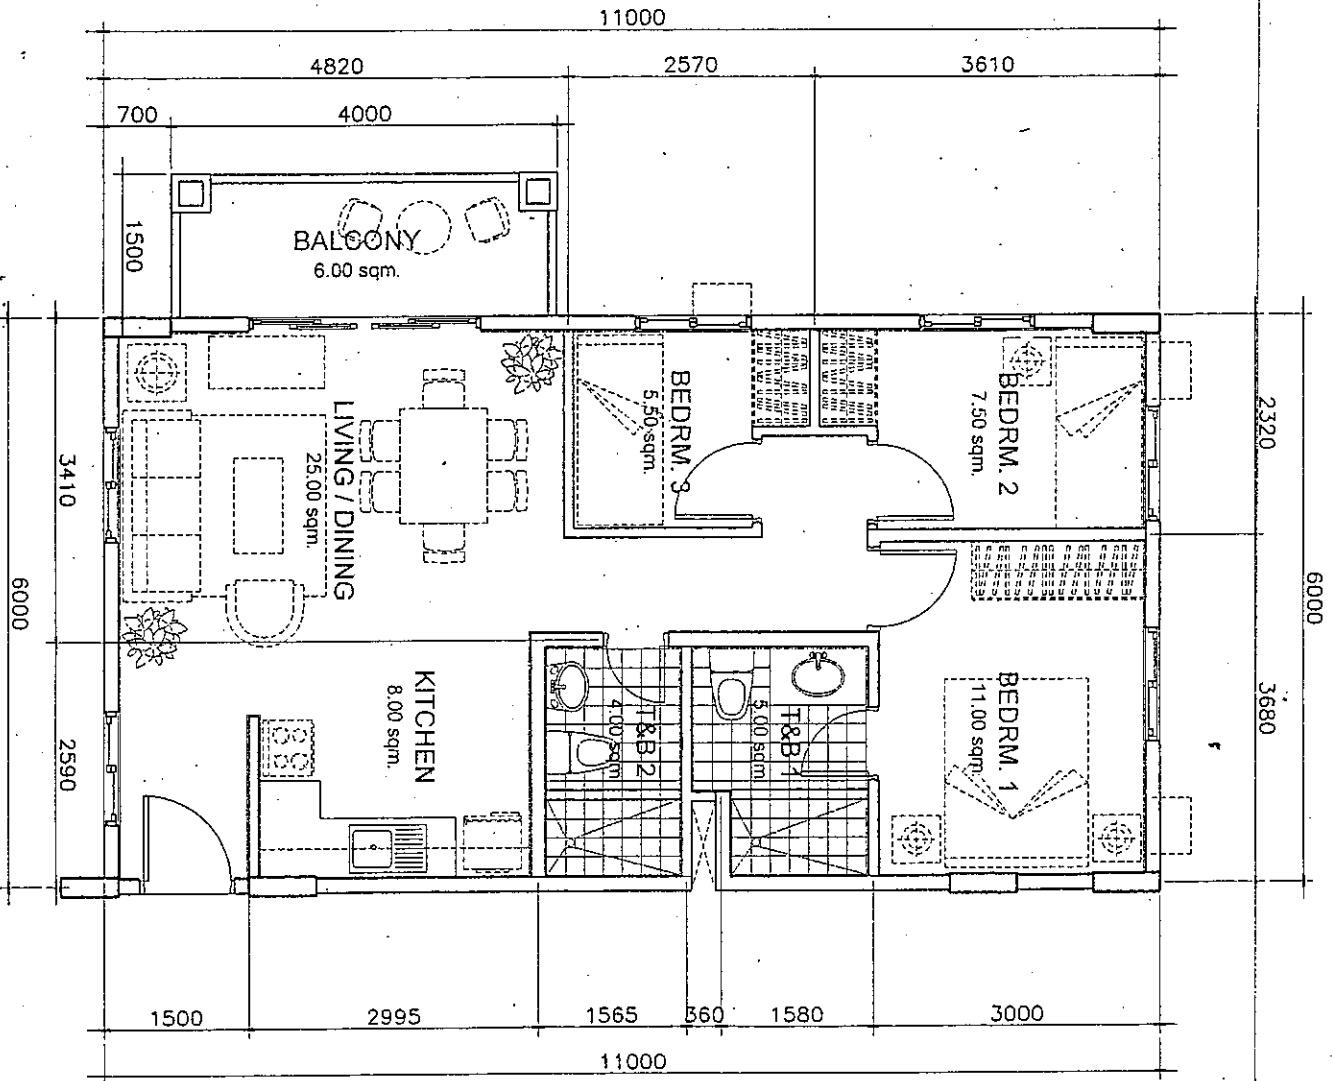 11000
4820
2570
3610
700
4000
1500
BALCONY
6.00 sqm.
BEDRM. 3
5.50 sqm.
BEDRM. 2
7.50 sqm.
2320
LIVING / DINING
25.00 sqm.
3410
6000
6000
KITCHEN
8.00 sqm.
T&B 2
4.00 sqm
T&B 1
5.00 sqm
BEDRM. 1
11.00 sqm.
3680
2590
1500
2995
1565
360
1580
3000
11000